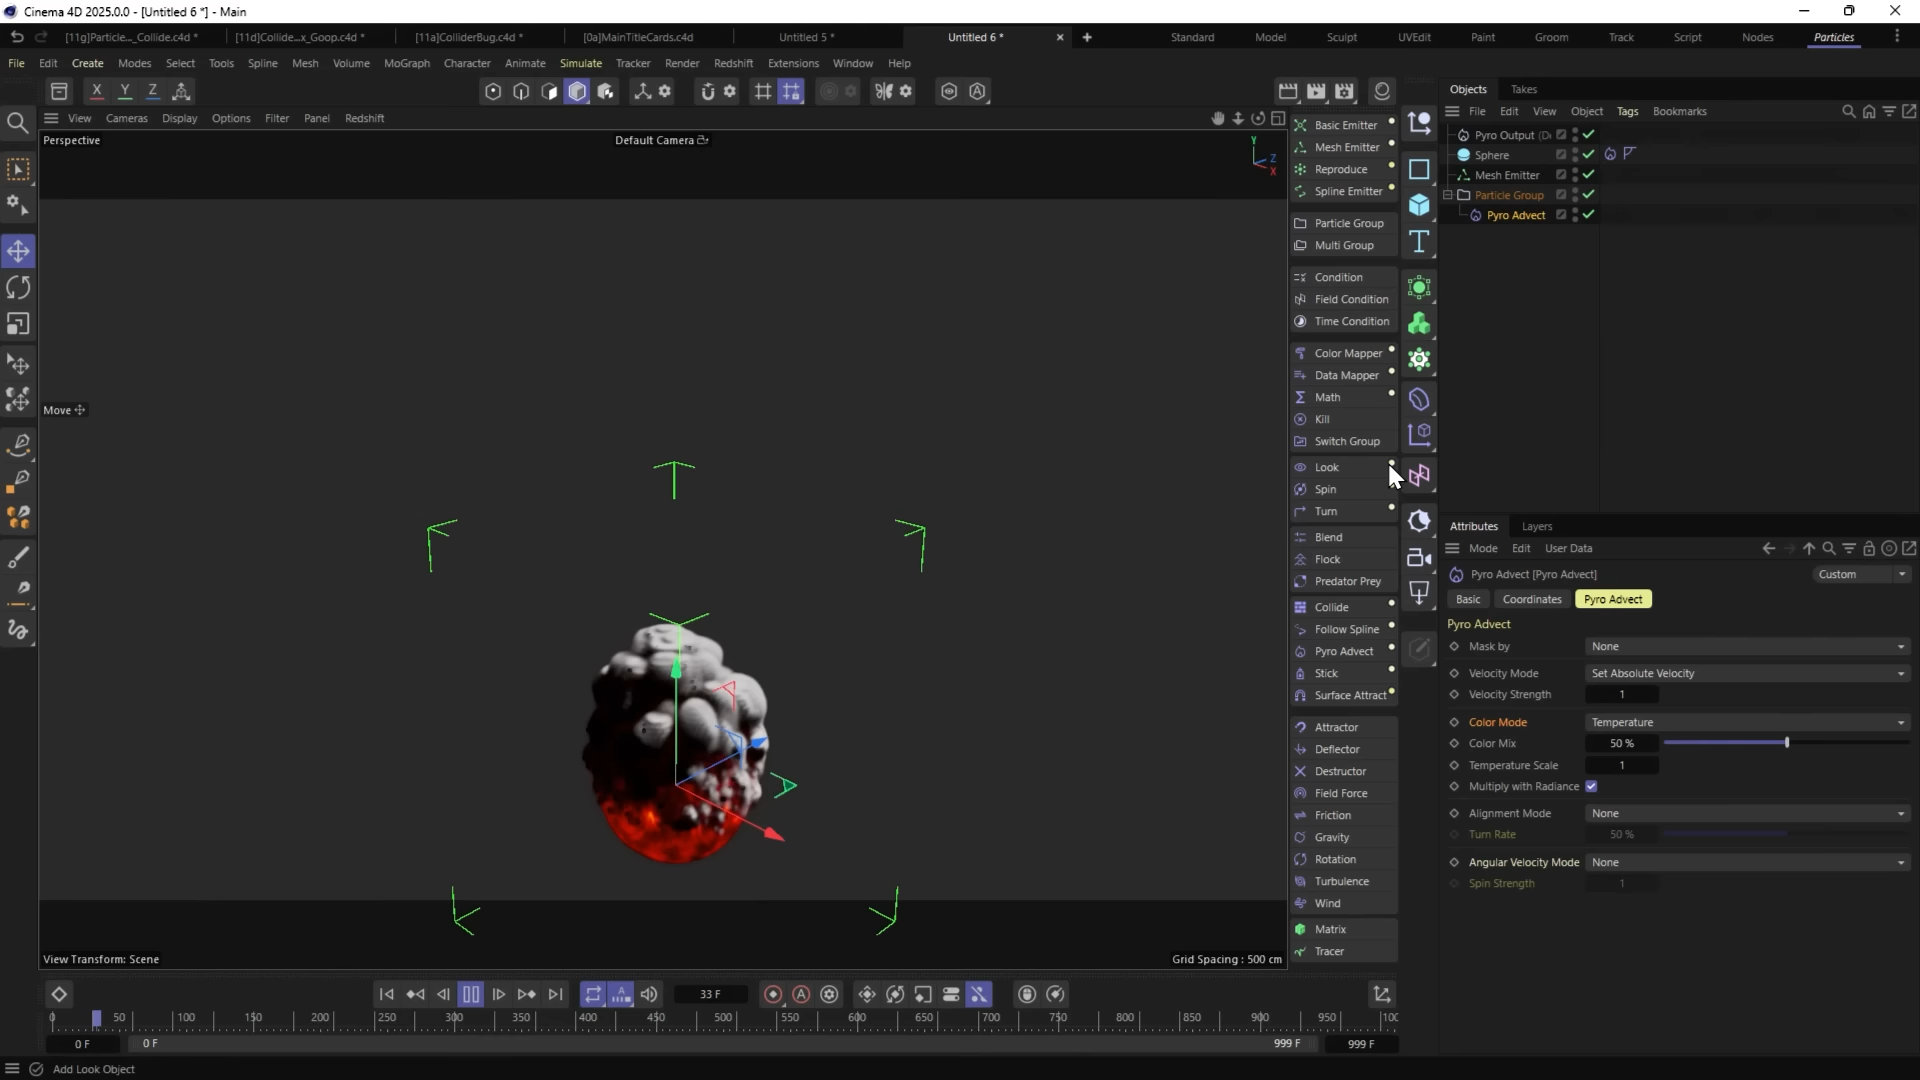 Cinema 4D 2025.0.0 - [Untitled 6 *] - Main
[11g]Particle..._Collide.c4d *
[11d]Collide...x_Goop.c4d *
[11a]ColliderBug.c4d *
[0a]MainTitleCards.c4d
Untitled 5 *
Untitled 6 *
Standard
Model
Sculpt
UVEdit
Paint
Groom
Track
Script
Nodes
Particles
File Edit Create Modes Select Tools Spline Mesh Volume MoGraph Character Animate Simulate Tracker Render Redshift Extensions Window Help
X Y Z
View Cameras Display Options Filter Panel Redshift
Perspective
Default Camera
Y
Z
X
Move
View Transform: Scene
Grid Spacing : 500 cm
Basic Emitter
Mesh Emitter
Reproduce
Spline Emitter
Particle Group
Multi Group
Condition
Field Condition
Time Condition
Color Mapper
Data Mapper
Math
Kill
Switch Group
Look
Spin
Turn
Blend
Flock
Predator Prey
Collide
Follow Spline
Pyro Advect
Stick
Surface Attract
Attractor
Deflector
Destructor
Field Force
Friction
Gravity
Rotation
Turbulence
Wind
Matrix
Tracer
Objects Takes
File Edit View Object Tags Bookmarks
Pyro Output (D
Sphere
Mesh Emitter
Particle Group
Pyro Advect
Attributes Layers
Mode Edit User Data
Pyro Advect [Pyro Advect]
Custom
Basic Coordinates Pyro Advect
Pyro Advect
Mask by None
Velocity Mode Set Absolute Velocity
Velocity Strength 1
Color Mode Temperature
Color Mix 50 %
Temperature Scale 1
Multiply with Radiance
Alignment Mode None
Turn Rate 50 %
Angular Velocity Mode None
Spin Strength 1
33 F
0 50 100 150 200 250 300 350 400 450 500 550 600 650 700 750 800 850 900 950 100
0 F 0 F 999 F 999 F
Add Look Object